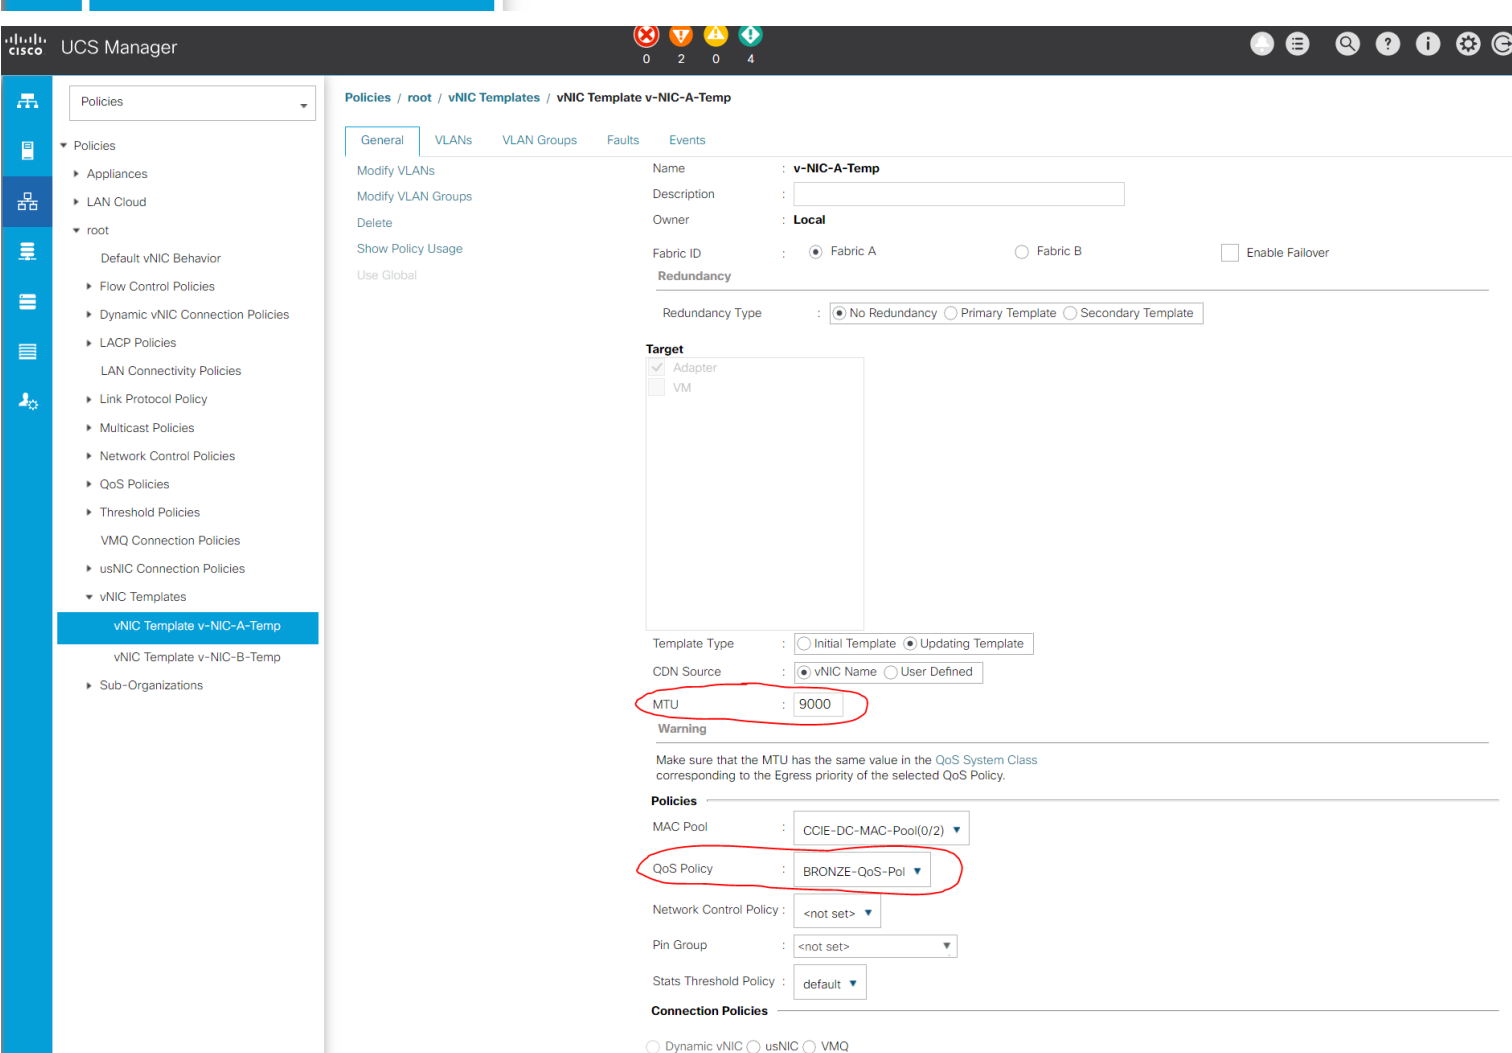 cisco UCS Manager
0 2 0 4
Policies
Policies
Appliances
LAN Cloud
root
Default vNIC Behavior
Flow Control Policies
Dynamic vNIC Connection Policies
LACP Policies
LAN Connectivity Policies
Link Protocol Policy
Multicast Policies
Network Control Policies
QoS Policies
Threshold Policies
VMQ Connection Policies
usNIC Connection Policies
vNIC Templates
vNIC Template v-NIC-A-Temp
vNIC Template v-NIC-B-Temp
Sub-Organizations
Policies / root / vNIC Templates / vNIC Template v-NIC-A-Temp
General VLANs VLAN Groups Faults Events
Modify VLANs
Modify VLAN Groups
Delete
Show Policy Usage
Use Global
Name : v-NIC-A-Temp
Description :
Owner : Local
Fabric ID : Fabric A Fabric B Enable Failover
Redundancy
Redundancy Type : No Redundancy Primary Template Secondary Template
Target
Adapter
VM
Template Type : Initial Template Updating Template
CDN Source : vNIC Name User Defined
MTU : 9000
Warning
Make sure that the MTU has the same value in the QoS System Class
corresponding to the Egress priority of the selected QoS Policy.
Policies
MAC Pool : CCIE-DC-MAC-Pool(0/2)
QoS Policy : BRONZE-QoS-Pol
Network Control Policy : <not set>
Pin Group : <not set>
Stats Threshold Policy : default
Connection Policies
Dynamic vNIC usNIC VMQ